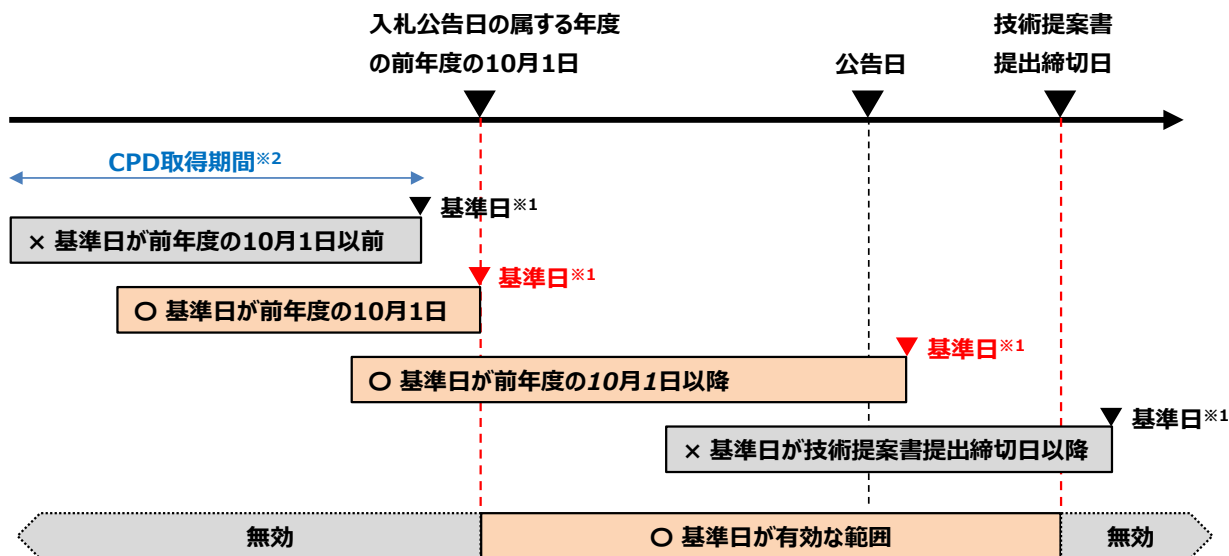 入札公告日の属する年度
の前年度の10月1日
公告日
技術提案書
提出締切日
CPD取得期間※2
基準日※1
× 基準日が前年度の10月1日以前
基準日※1
〇 基準日が前年度の10月1日
基準日※1
〇 基準日が前年度の10月1日以降
基準日※1
× 基準日が技術提案書提出締切日以降
無効
〇 基準日が有効な範囲
無効